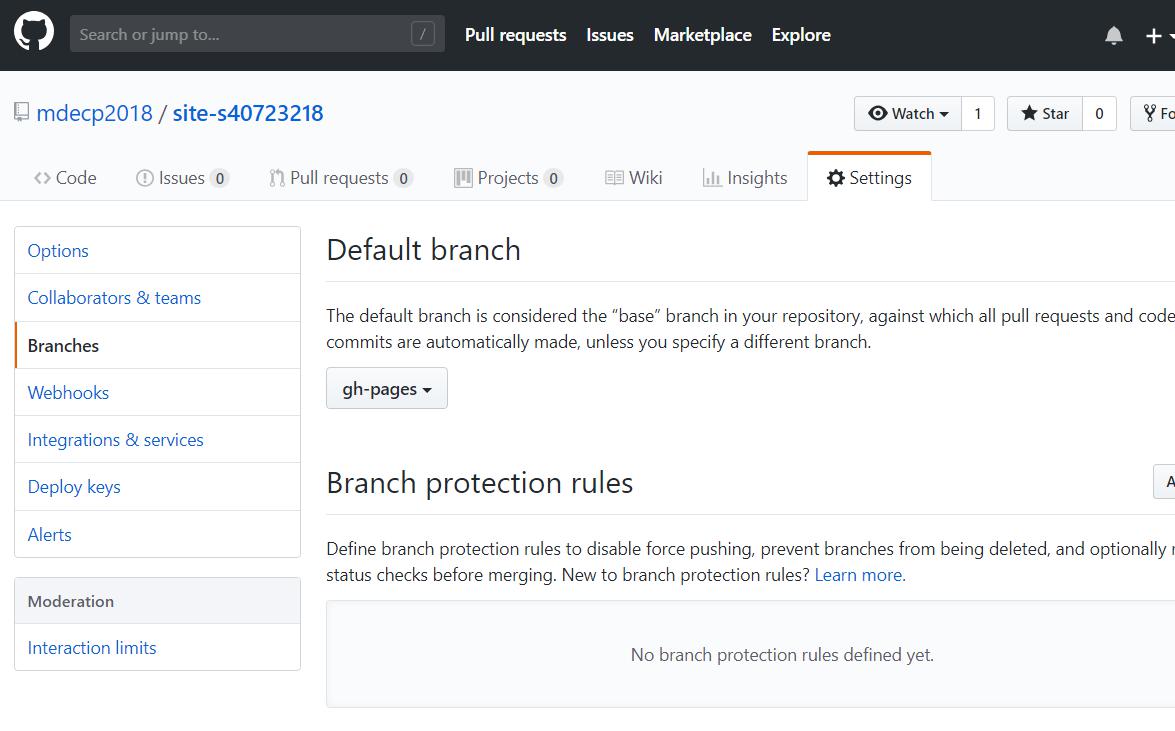 Search or jump to... / Pull requests Issues Marketplace Explore
mdecp2018 / site-s40723218 Watch 1 Star 0
Code Issues 0 Pull requests 0 Projects 0 Wiki Insights Settings
Options
Collaborators & teams
Branches
Webhooks
Integrations & services
Deploy keys
Alerts
Moderation
Interaction limits
Default branch
The default branch is considered the “base” branch in your repository, against which all pull requests and code
commits are automatically made, unless you specify a different branch.
gh-pages
Branch protection rules
Define branch protection rules to disable force pushing, prevent branches from being deleted, and optionally
status checks before merging. New to branch protection rules? Learn more.
No branch protection rules defined yet.